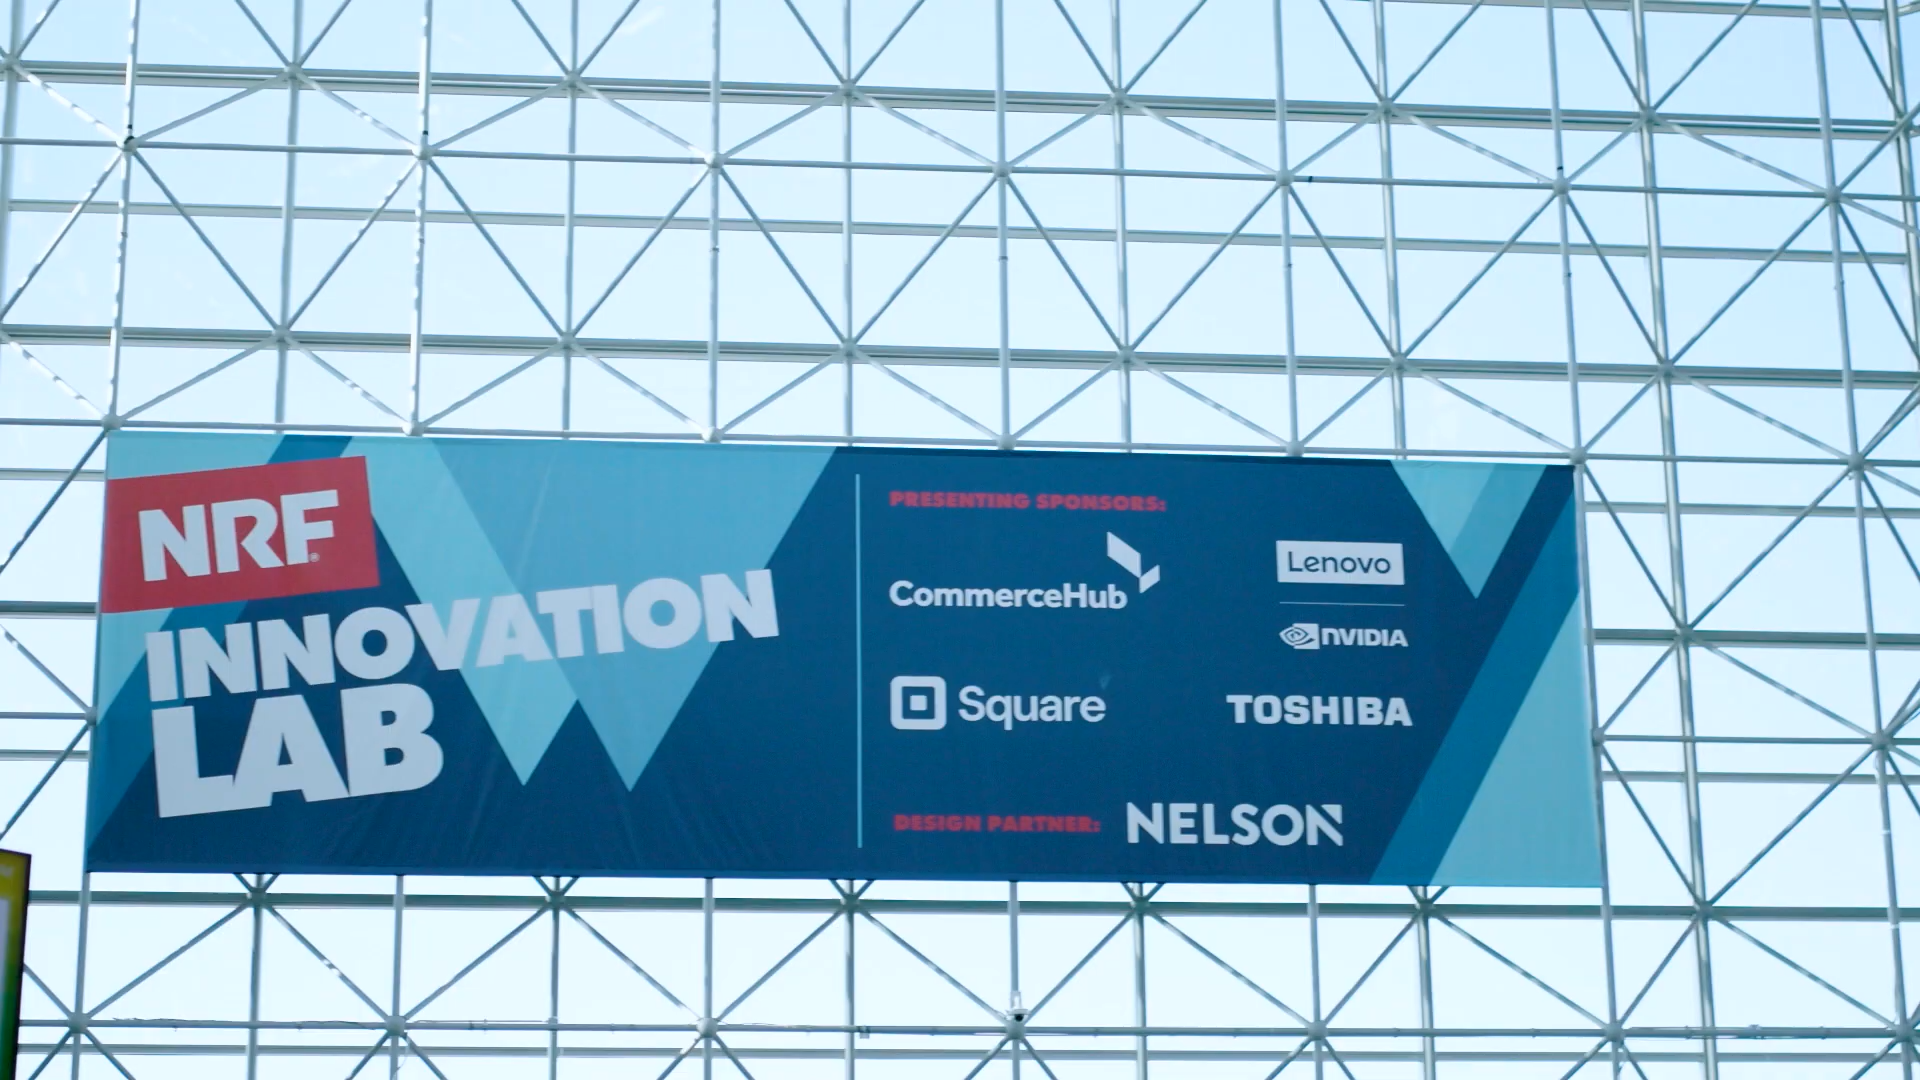 NRF
INNOVATION
LAB
PRESENTING SPONSORS:
CommerceHub
Lenovo
NVIDIA
Square
TOSHIBA
DESIGN PARTNER: NELSON